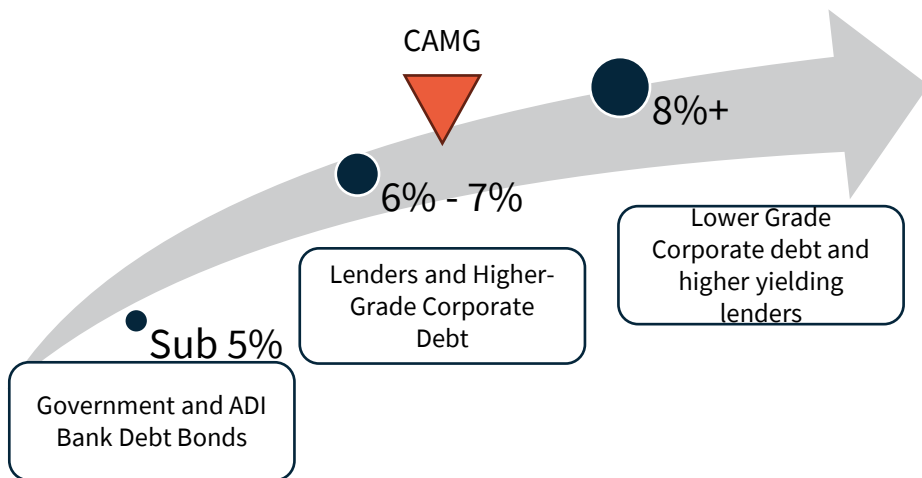 CAMG
8%+
6% - 7%
Lower Grade
Corporate debt and
higher yielding
lenders
Lenders and Higher-
Grade Corporate
Debt
Sub 5%
Government and ADI
Bank Debt Bonds